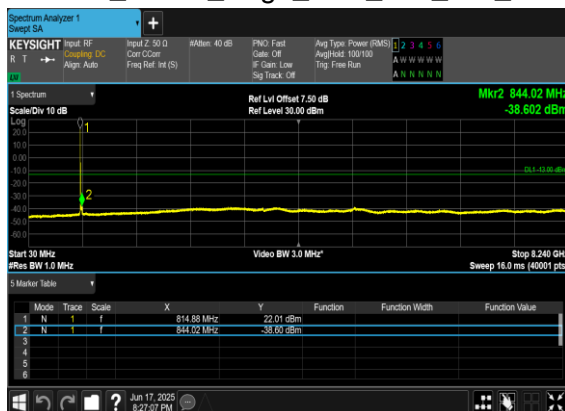 Spectrum Analyzer 1
Swept SA
+
KEYSIGHT Input: RF Input Z: 50 Ω #Atten: 40 dB PNO: Fast Avg Type: Power (RMS) 1 2 3 4 5 6
R T Coupling: DC Corr CCorr Gate: Off Avg|Hold: 100/100 A W W W W W
Align: Auto Freq Ref: Int (S) IF Gain: Low Trig: Free Run A N N N N N
LXI Sig Track: Off
1 Spectrum Ref Lvl Offset 7.50 dB Mkr2 844.02 MHz
Scale/Div 10 dB Ref Level 30.00 dBm -38.602 dBm
Log
20.0
10.0
0.00
-10.0
-20.0
-30.0
-40.0
-50.0
-60.0
1
2
DL1 -13.00 dBm
Start 30 MHz Video BW 3.0 MHz* Stop 8.240 GHz
#Res BW 1.0 MHz Sweep 16.0 ms (40001 pts)
5 Marker Table
Mode Trace Scale X Y Function Function Width Function Value
1 N 1 f 814.88 MHz 22.01 dBm
2 N 1 f 844.02 MHz -38.60 dBm
3
4
5
6
? Jun 17, 2025
8:27:07 PM